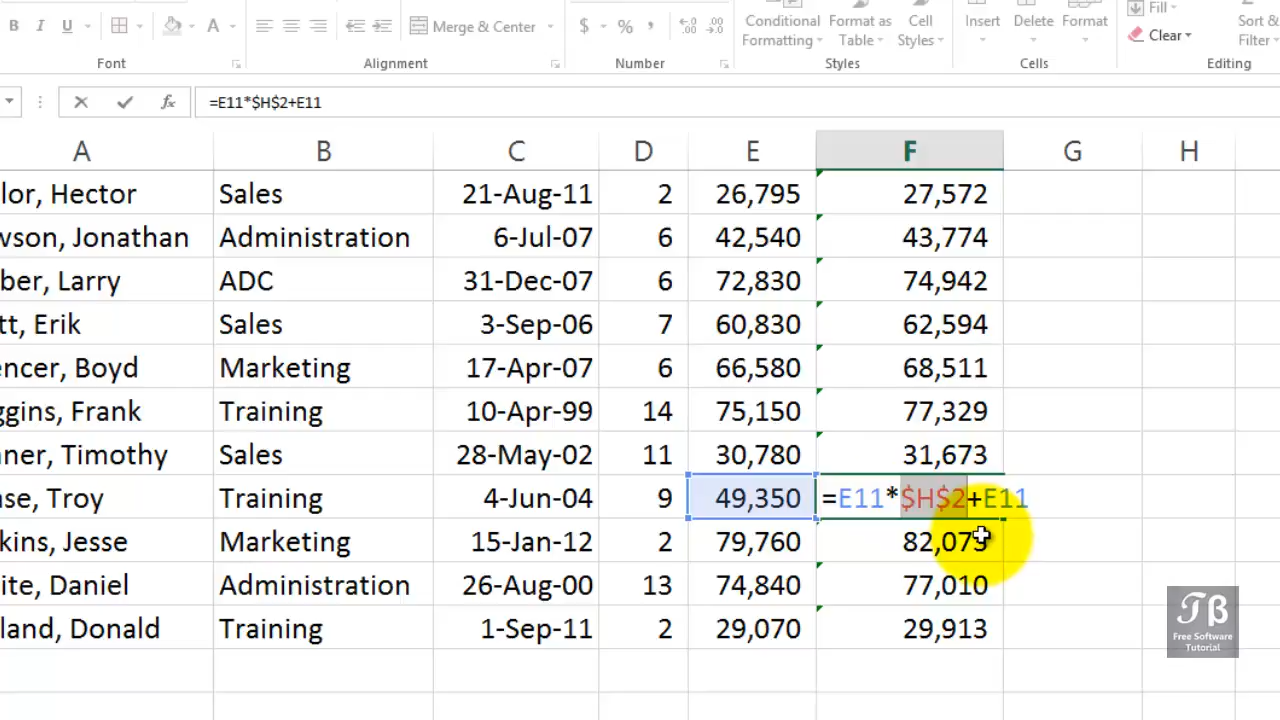 B I U A Merge & Center $ % , Conditional Format as Cell Insert Delete Format Fill Sort &
Formatting Table Styles Clear Filter
Font Alignment Number Styles Cells Editing
fx =E11*$H$2+E11
A B C D E F G H
lor, Hector Sales 21-Aug-11 2 26,795 27,572
wson, Jonathan Administration 6-Jul-07 6 42,540 43,774
ber, Larry ADC 31-Dec-07 6 72,830 74,942
tt, Erik Sales 3-Sep-06 7 60,830 62,594
encer, Boyd Marketing 17-Apr-07 6 66,580 68,511
ggins, Frank Training 10-Apr-99 14 75,150 77,329
nner, Timothy Sales 28-May-02 11 30,780 31,673
ase, Troy Training 4-Jun-04 9 49,350 =E11*$H$2+E11
kins, Jesse Marketing 15-Jan-12 2 79,760 82,073
ite, Daniel Administration 26-Aug-00 13 74,840 77,010
land, Donald Training 1-Sep-11 2 29,070 29,913
Free Software
Tutorial